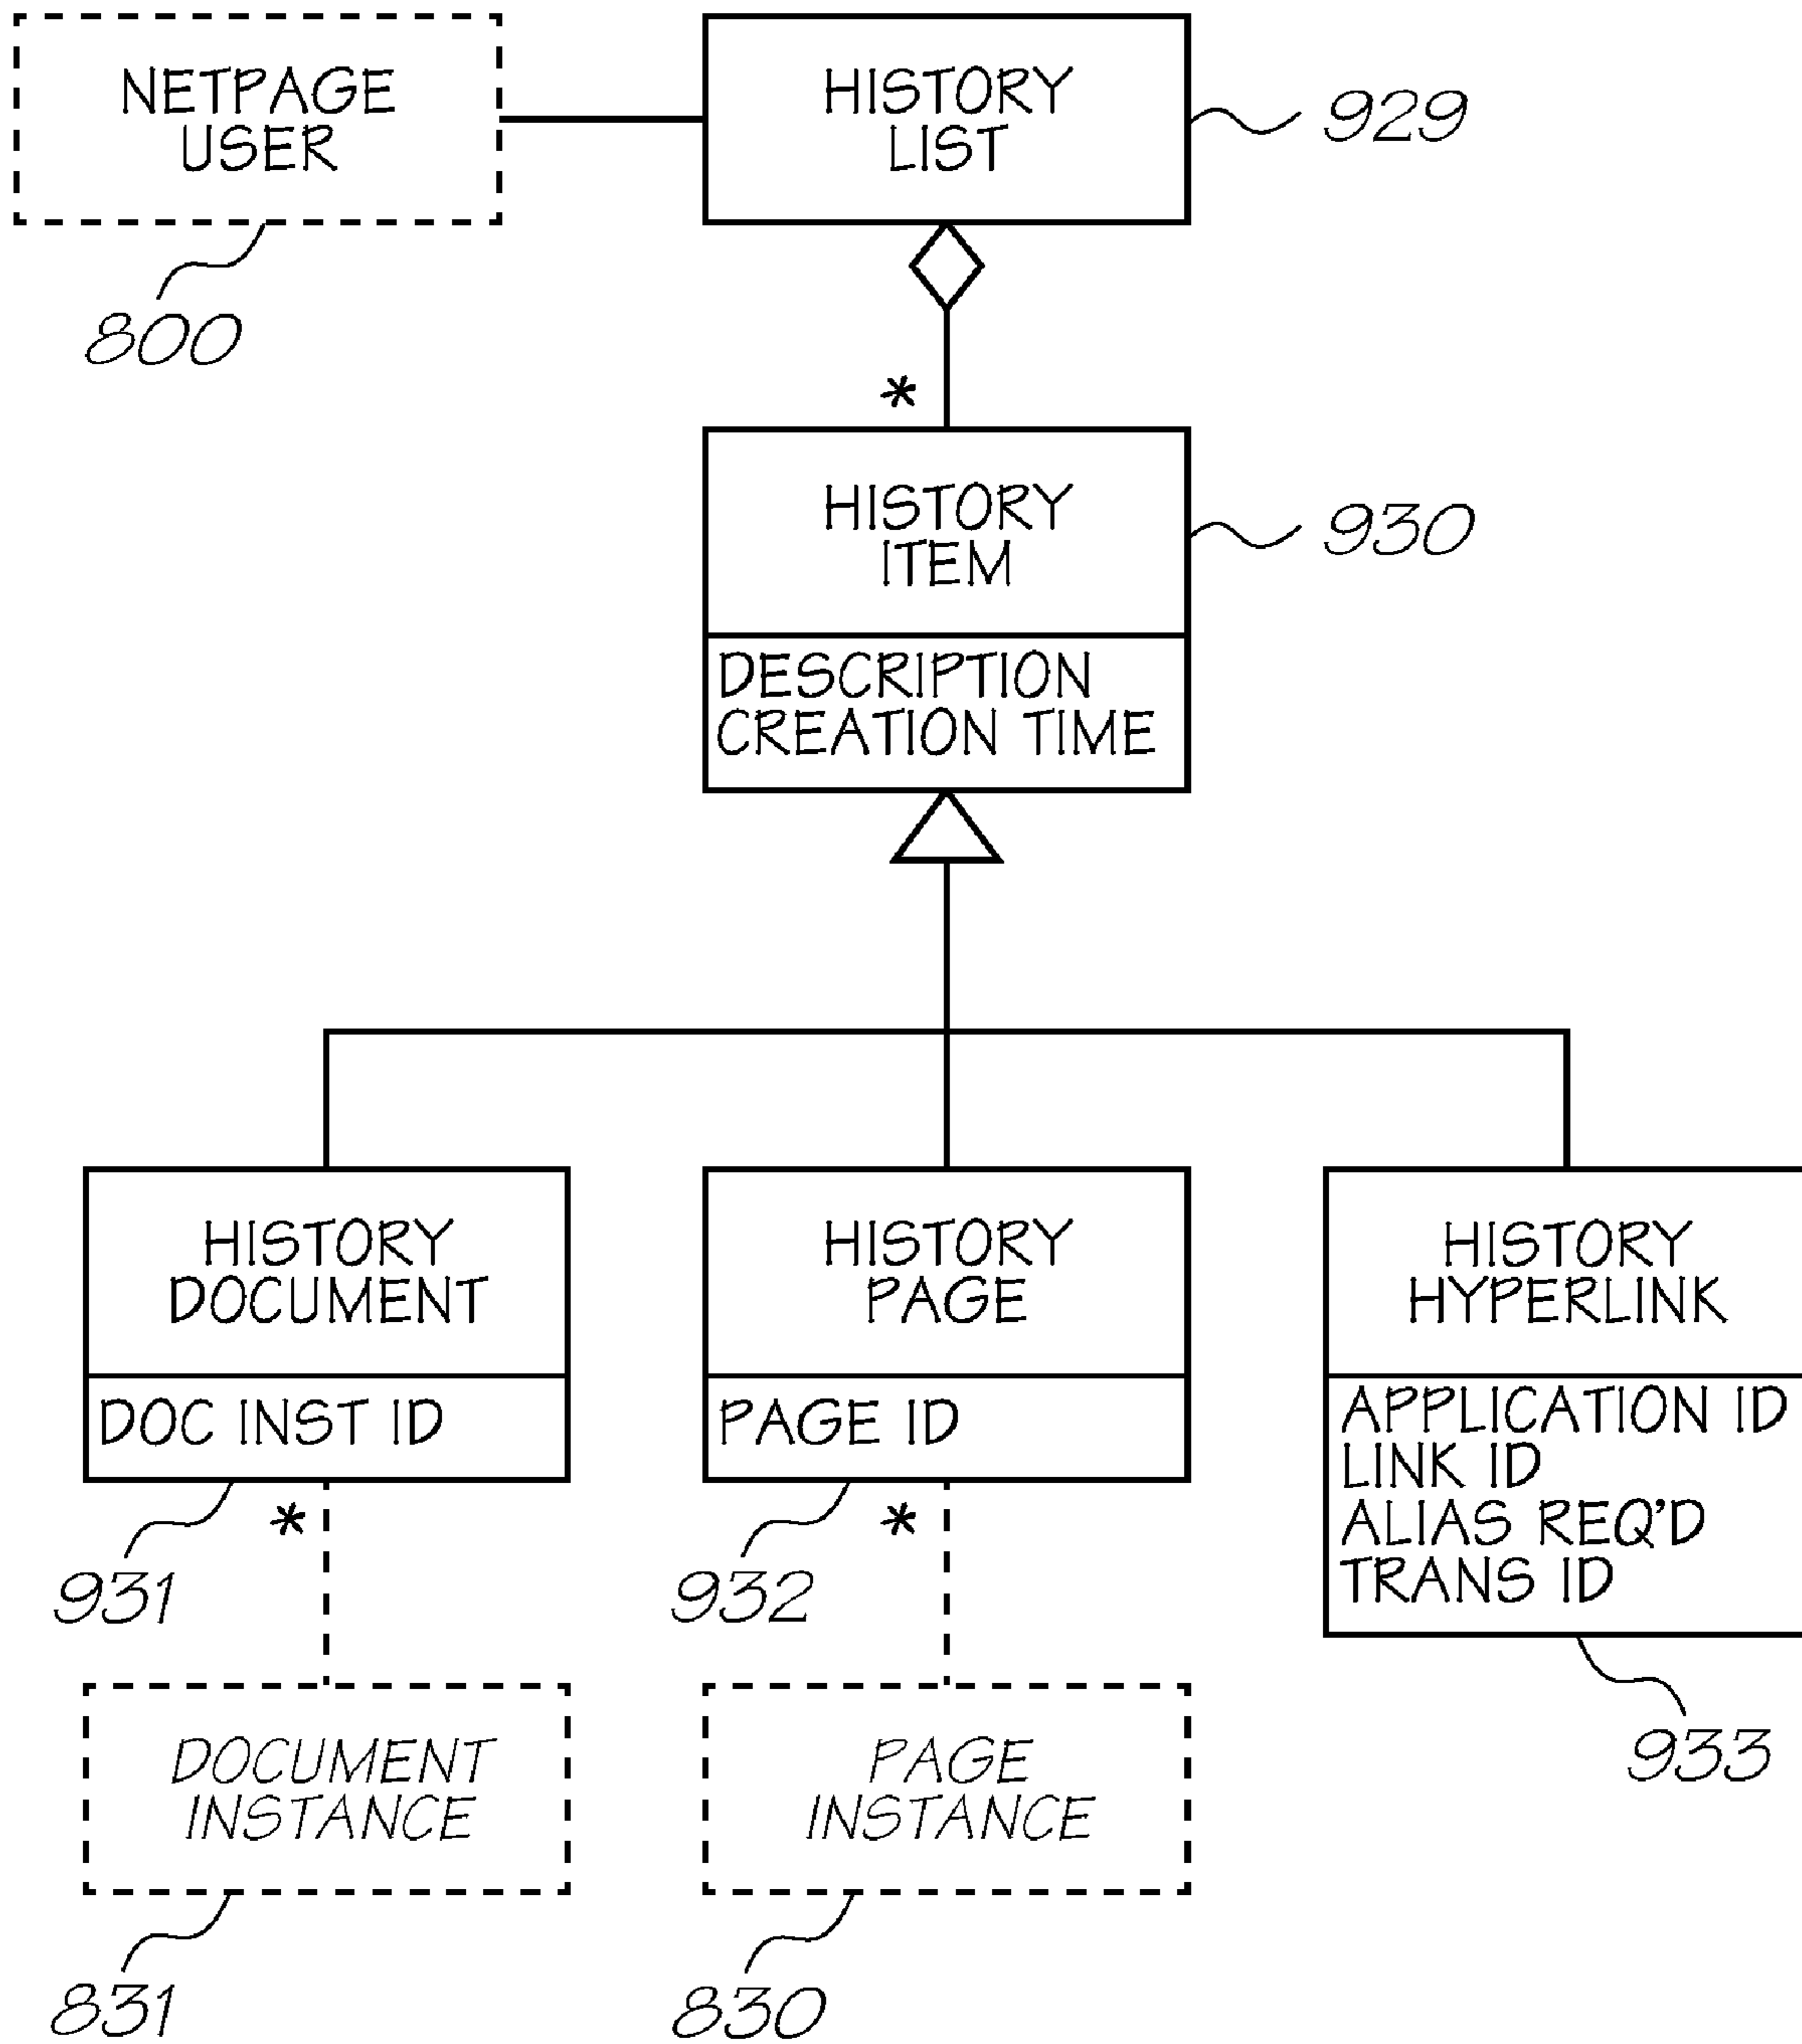 NETPAGE
USER
HISTORY
LIST
929
800
*
HISTORY
ITEM
930
DESCRIPTION
CREATION TIME
HISTORY
DOCUMENT
DOC INST ID
HISTORY
PAGE
PAGE ID
HISTORY
HYPERLINK
APPLICATION ID
LINK ID
ALIAS REQ'D
TRANS ID
*
931
*
932
933
DOCUMENT
INSTANCE
PAGE
INSTANCE
831
830